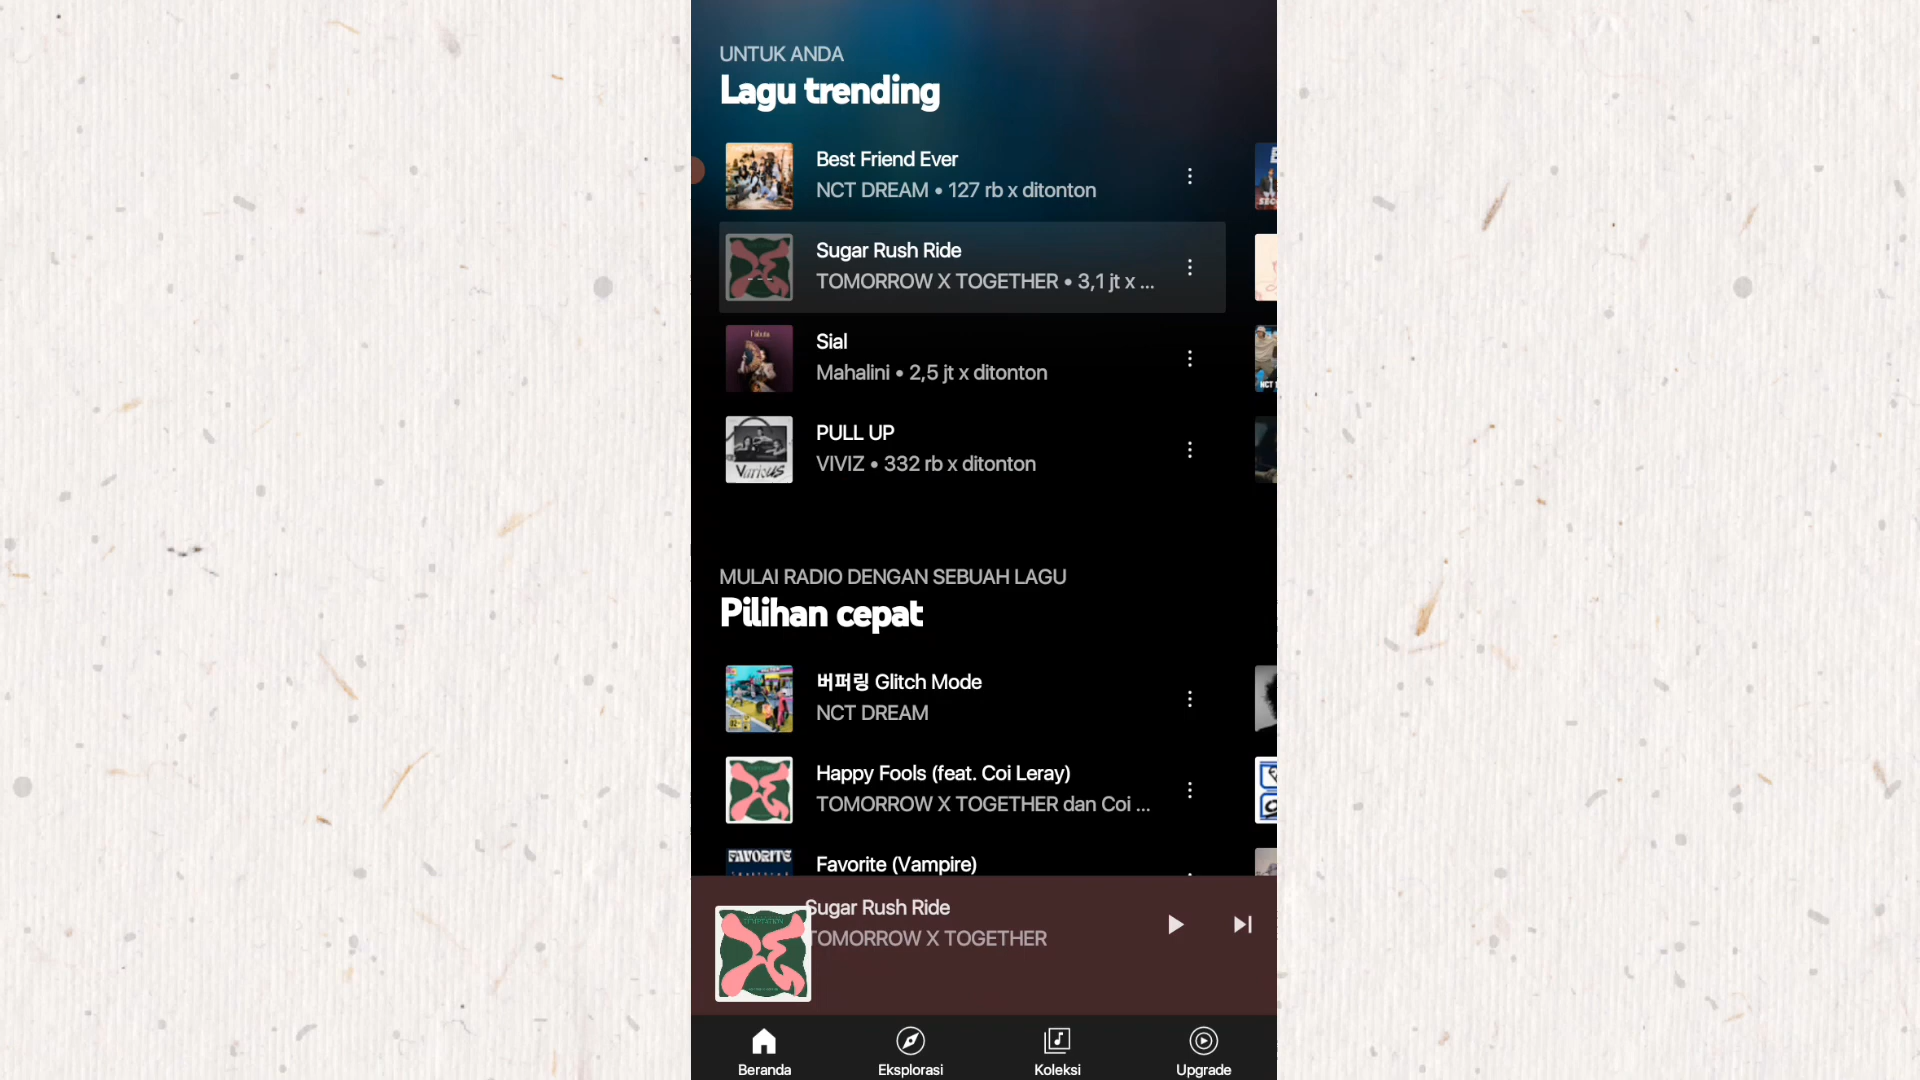 UNTUK ANDA
Lagu trending
Best Friend Ever
NCT DREAM • 127 rb x ditonton
Sugar Rush Ride
TOMORROW X TOGETHER • 3,1 jt x ...
Sial
Mahalini • 2,5 jt x ditonton
PULL UP
VIVIZ • 332 rb x ditonton
Various
MULAI RADIO DENGAN SEBUAH LAGU
Pilihan cepat
버퍼링 Glitch Mode
NCT DREAM
Happy Fools (feat. Coi Leray)
TOMORROW X TOGETHER dan Coi ...
FAVORITE
Favorite (Vampire)
Sugar Rush Ride
TOMORROW X TOGETHER
Beranda
Eksplorasi
Koleksi
Upgrade